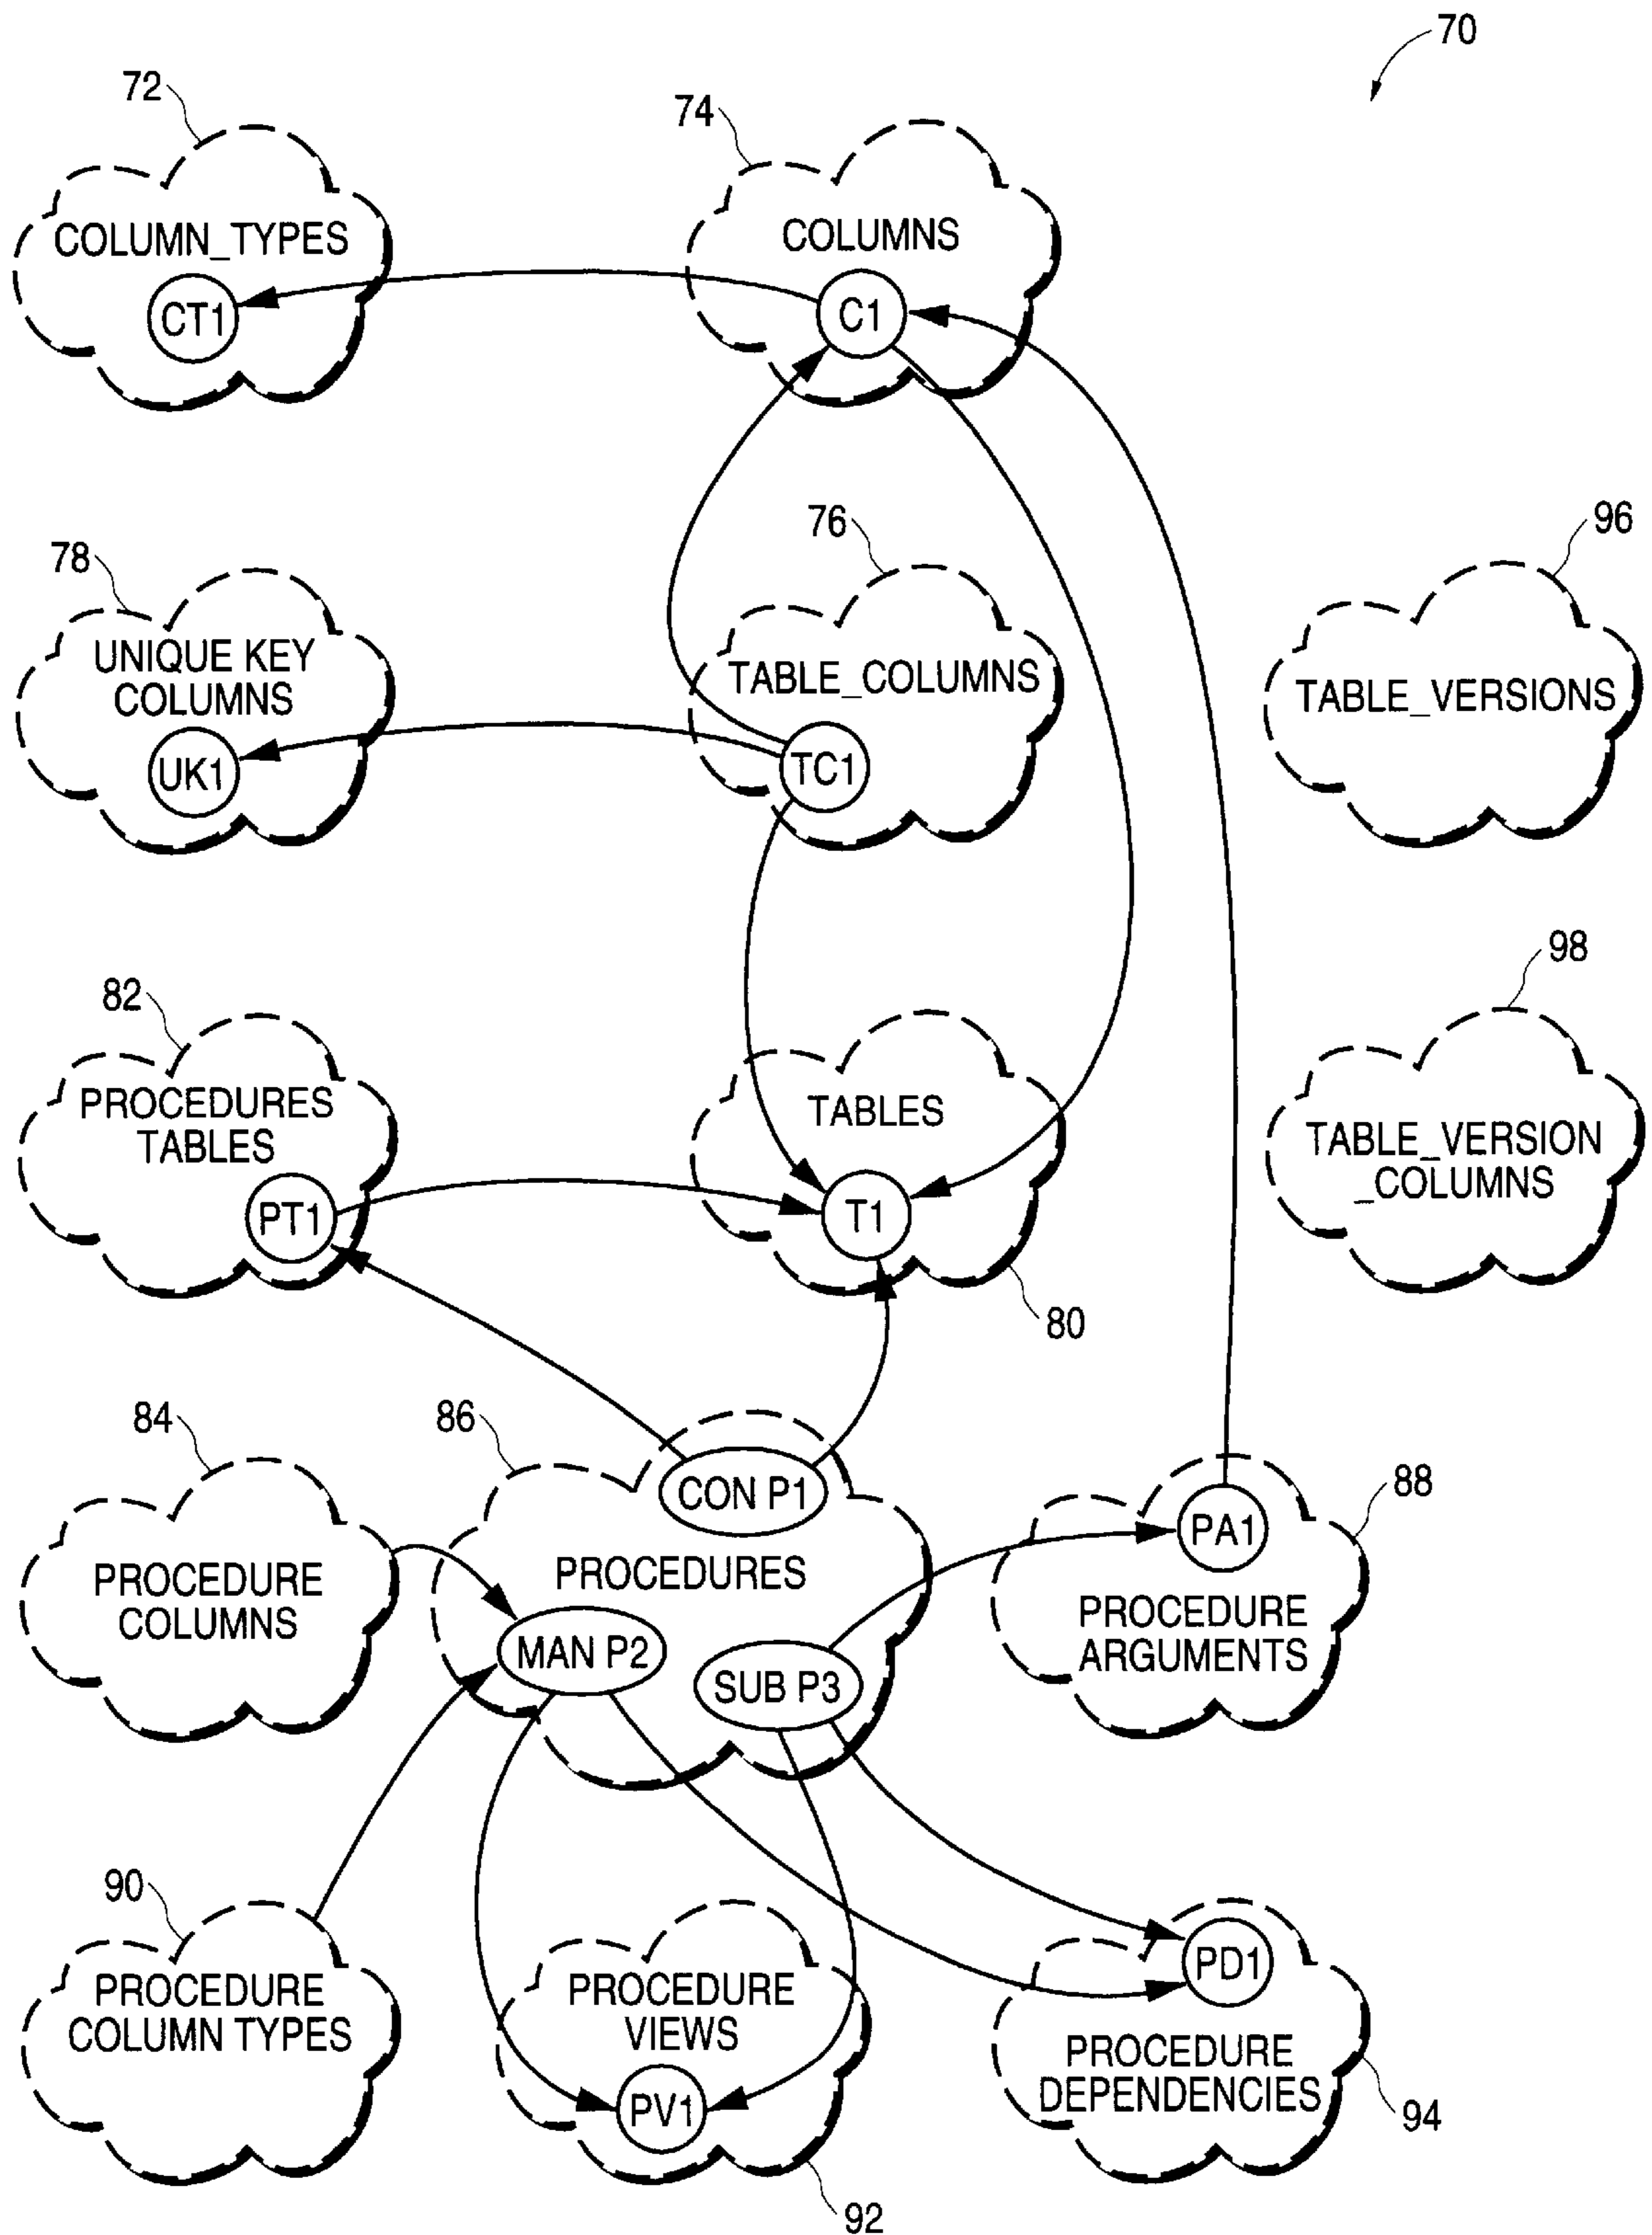 70
72
74
COLUMN_TYPES
COLUMNS
CT1
C1
76
96
78
UNIQUE KEY
COLUMNS
TABLE_COLUMNS
TABLE_VERSIONS
UK1
TC1
98
82
PROCEDURES
TABLES
TABLES
TABLE_VERSION
_COLUMNS
PT1
T1
80
84
86
CON P1
88
PA1
PROCEDURE
COLUMNS
PROCEDURES
PROCEDURE
ARGUMENTS
MAN P2
SUB P3
90
PROCEDURE
COLUMN TYPES
PROCEDURE
VIEWS
PD1
PROCEDURE
DEPENDENCIES
PV1
94
92